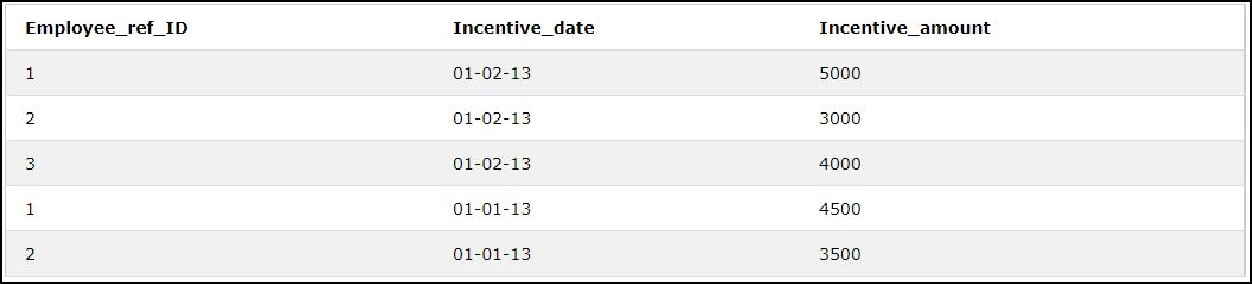 Employee_ref_ID Incentive_date Incentive_amount
1 01-02-13 5000
2 01-02-13 3000
3 01-02-13 4000
1 01-01-13 4500
2 01-01-13 3500